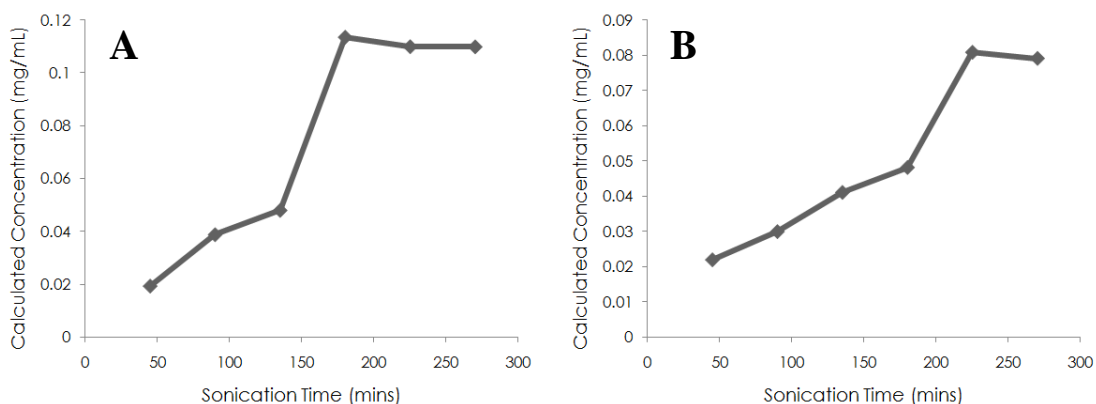 A
Calculated Concentration (mg/mL)
0.12
0.1
0.08
0.06
0.04
0.02
0
0 50 100 150 200 250 300
Sonication Time (mins)
B
Calculated Concentration (mg/mL)
0.09
0.08
0.07
0.06
0.05
0.04
0.03
0.02
0.01
0
0 50 100 150 200 250 300
Sonication Time (mins)